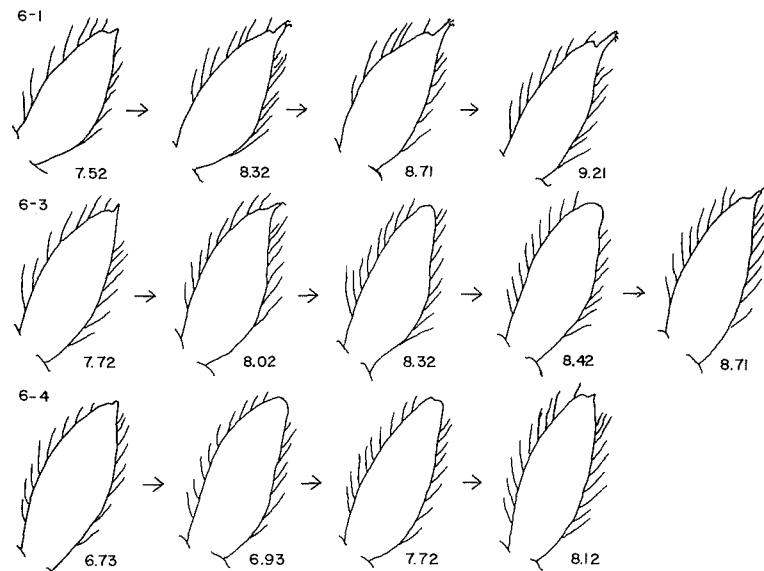 6-1
7.52 → 8.32 → 8.71 → 9.21
6-3
7.72 → 8.02 → 8.32 → 8.42 → 8.71
6-4
6.73 → 6.93 → 7.72 → 8.12